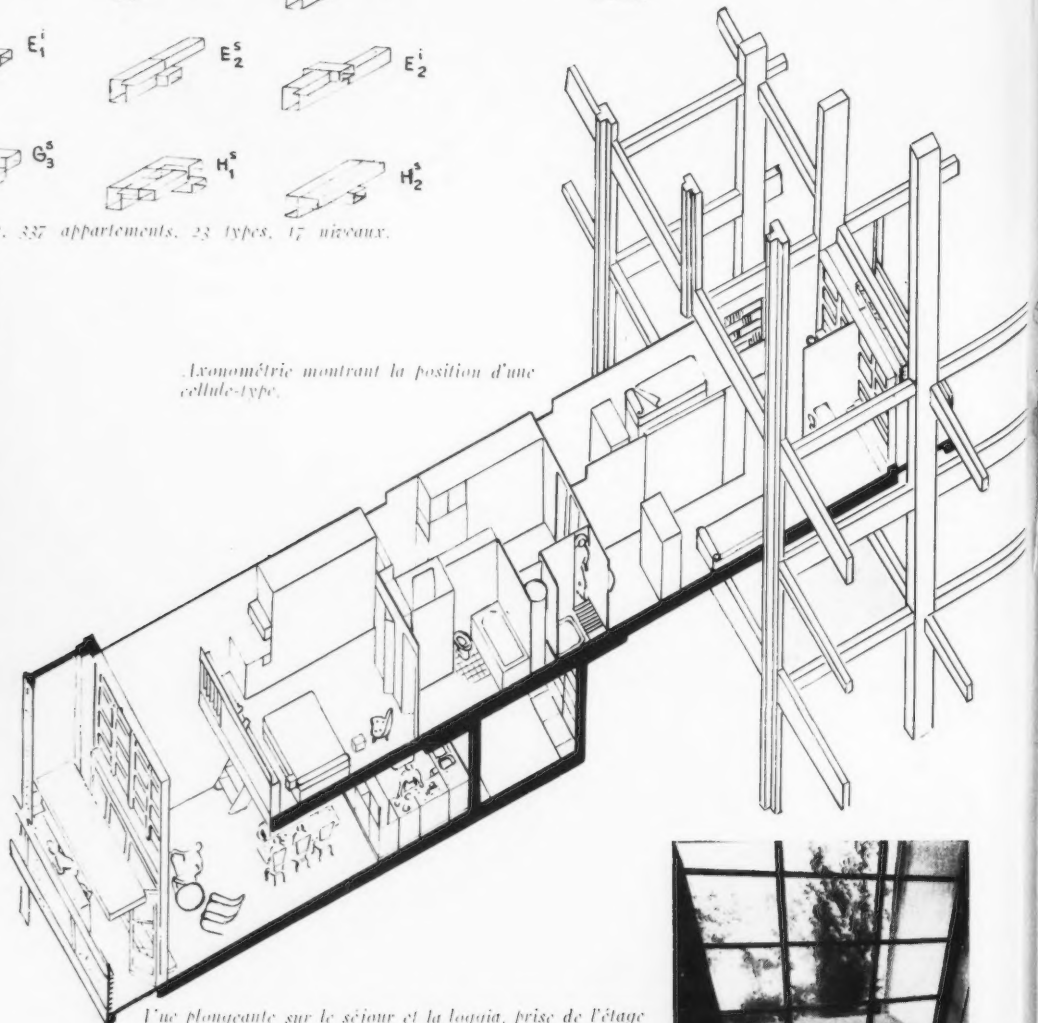 E₁ⁱ
E₂ˢ
E₂ⁱ
G₃ˢ
H₁ˢ
H₂ˢ
337 appartements, 23 types, 17 niveaux.
Axonométrie montrant la position d'une
cellule-type.
Vue plongeante sur le séjour et la loggia, prise de l'étage